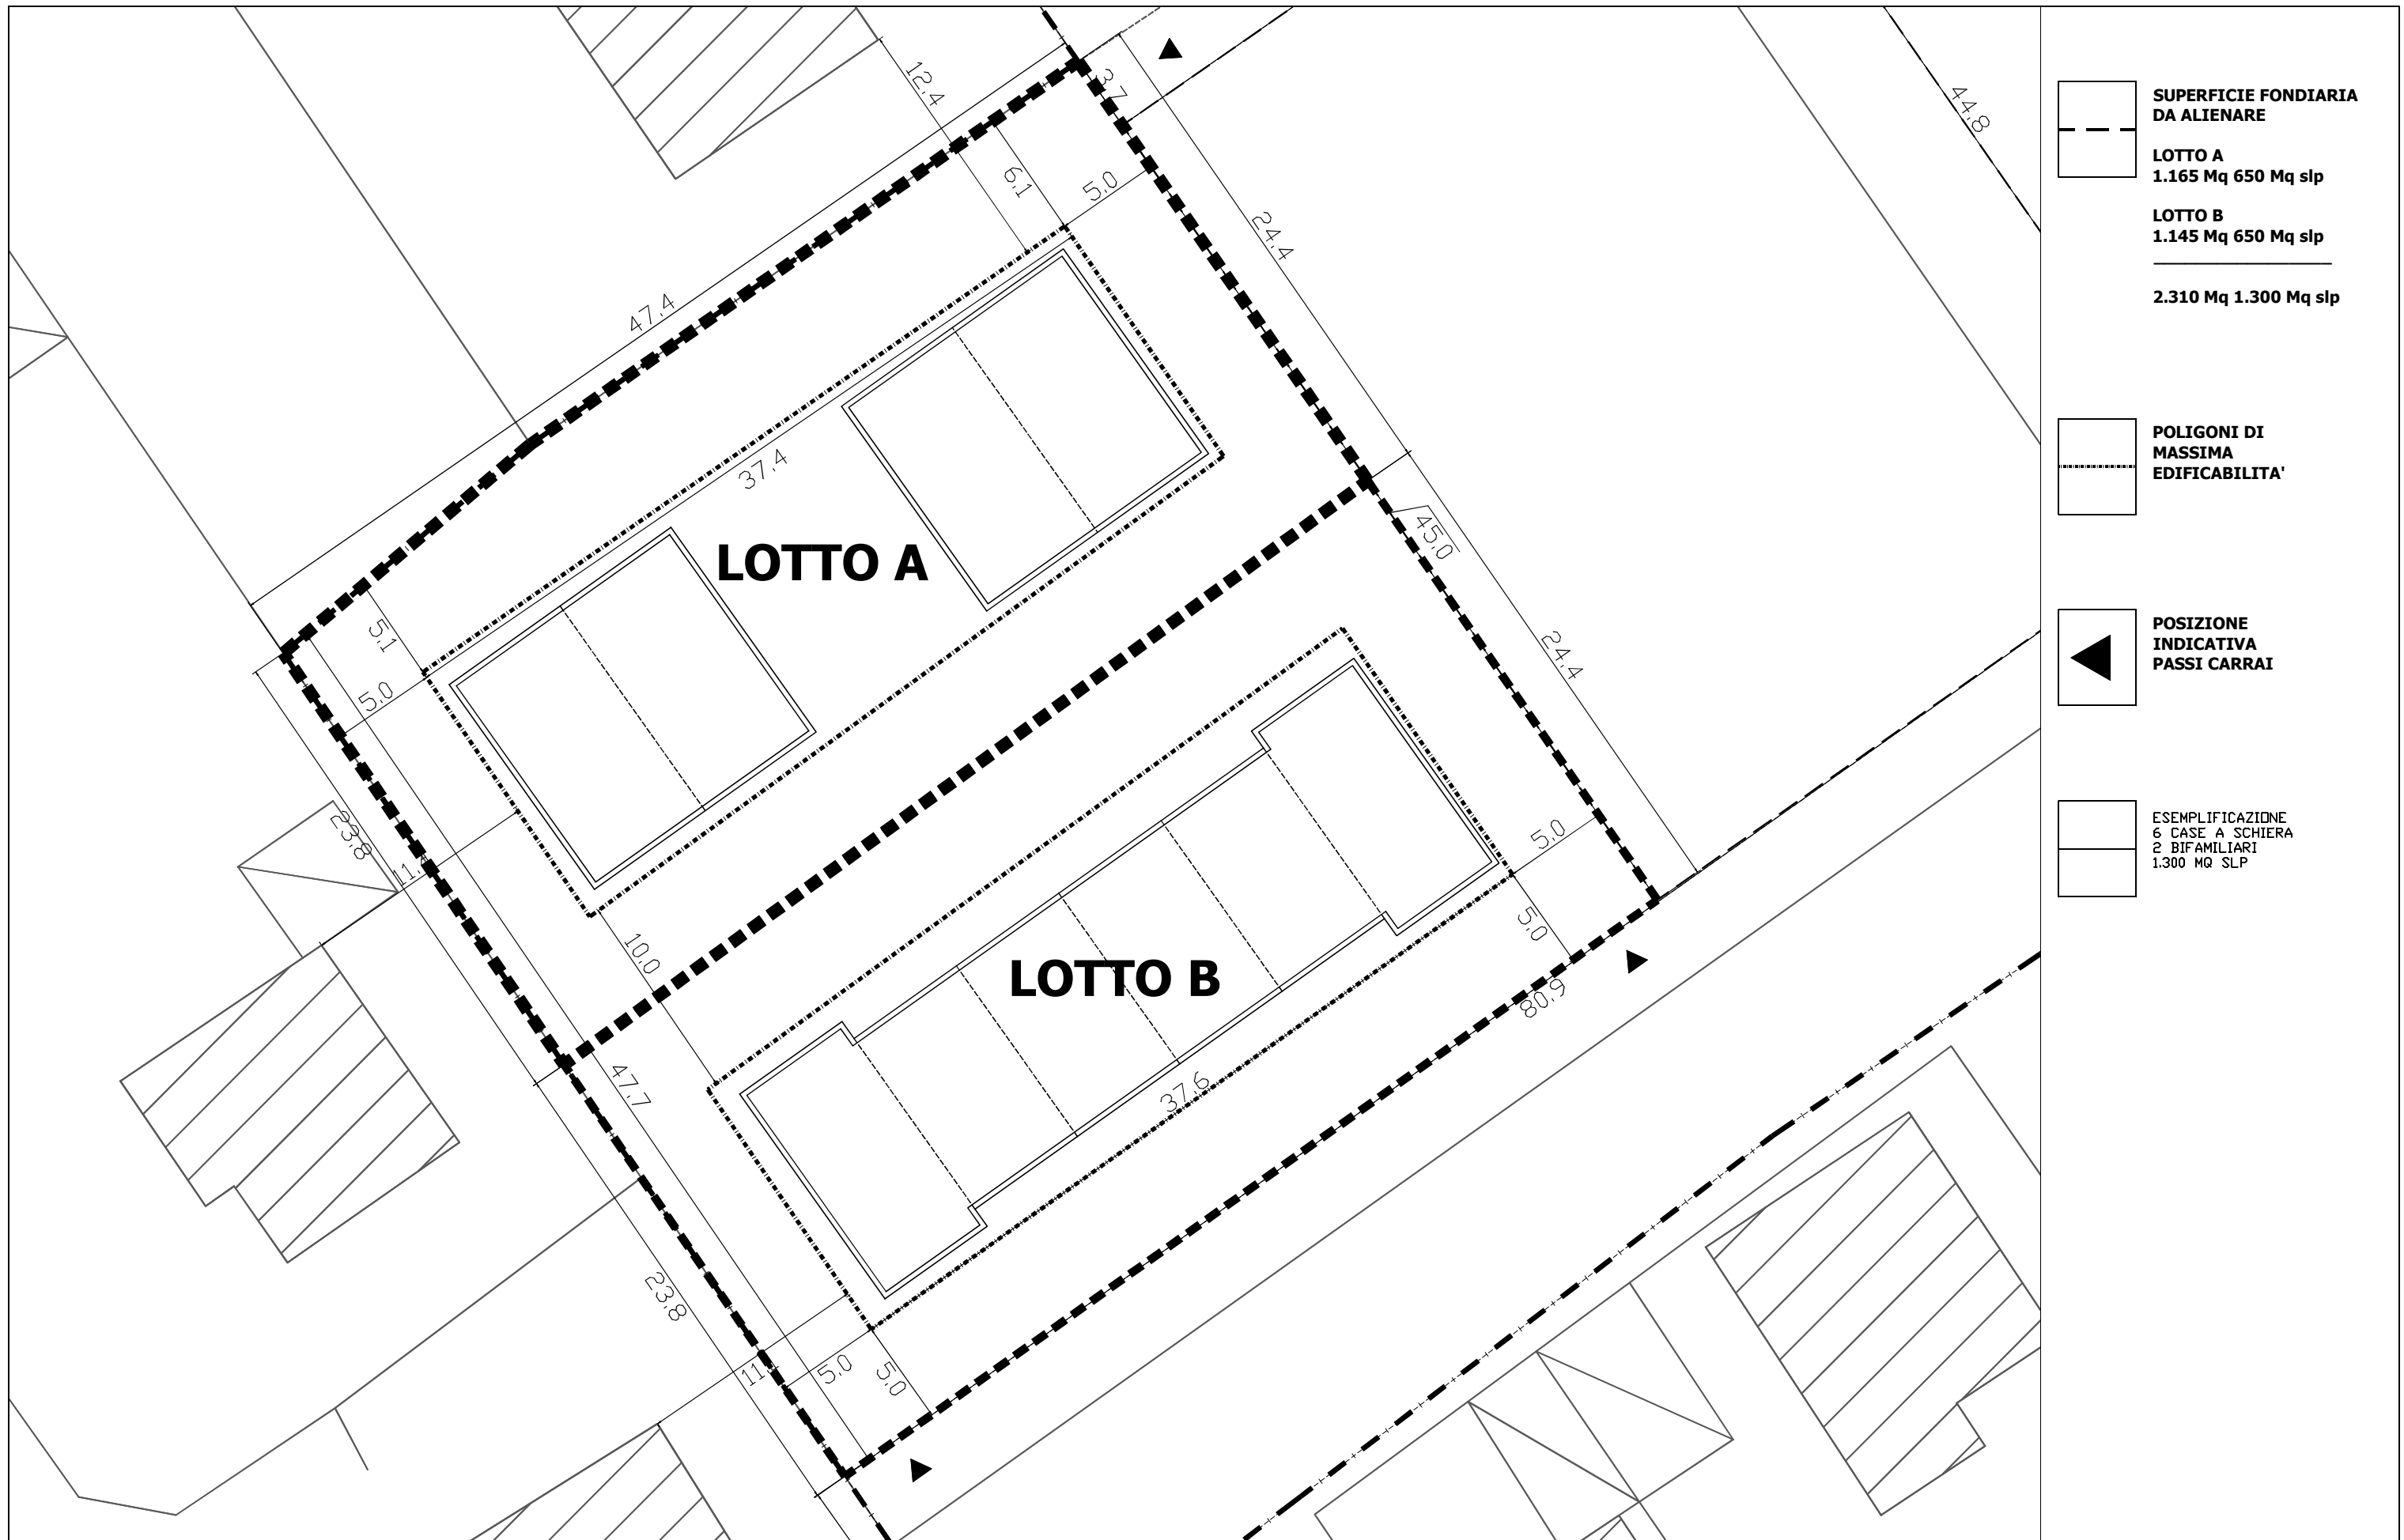 12.4
3.7
44.8
6.1
5.0
24.4
47.4
37.4
LOTTO A
45.0
5.1
5.0
24.4
23.8
5.0
5.0
10.0
LOTTO B
80.9
47.7
37.6
23.8
5.0
5.0
SUPERFICIE FONDIARIA
DA ALIENARE
LOTTO A
1.165 Mq 650 Mq slp
LOTTO B
1.145 Mq 650 Mq slp
2.310 Mq 1.300 Mq slp
POLIGONI DI
MASSIMA
EDIFICABILITA'
POSIZIONE
INDICATIVA
PASSI CARRAI
ESEMPLIFICAZIONE
6 CASE A SCHIERA
2 BIFAMILIARI
1.300 MQ SLP